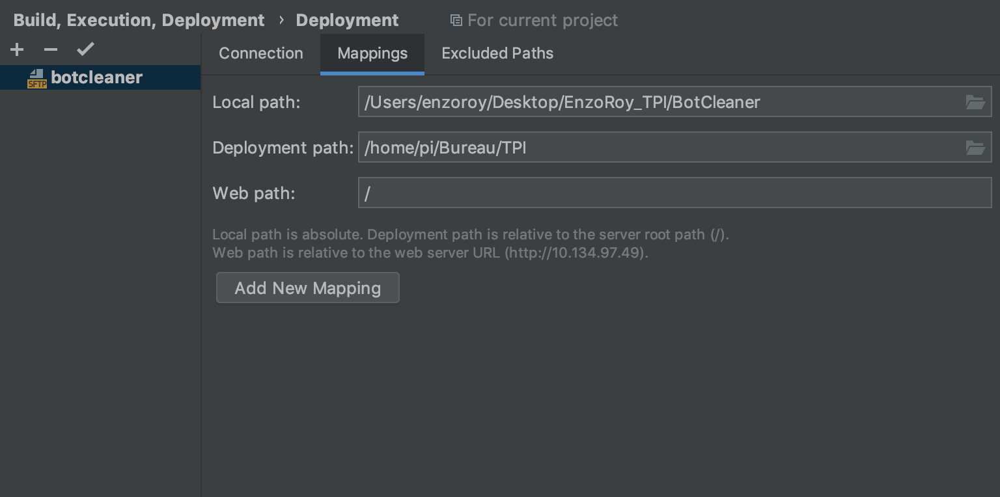 Build, Execution, Deployment › Deployment For current project
Connection Mappings Excluded Paths
SFTP botcleaner
Local path: /Users/enzoroy/Desktop/EnzoRoy_TPI/BotCleaner
Deployment path: /home/pi/Bureau/TPI
Web path: /
Local path is absolute. Deployment path is relative to the server root path (/).
Web path is relative to the web server URL (http://10.134.97.49).
Add New Mapping